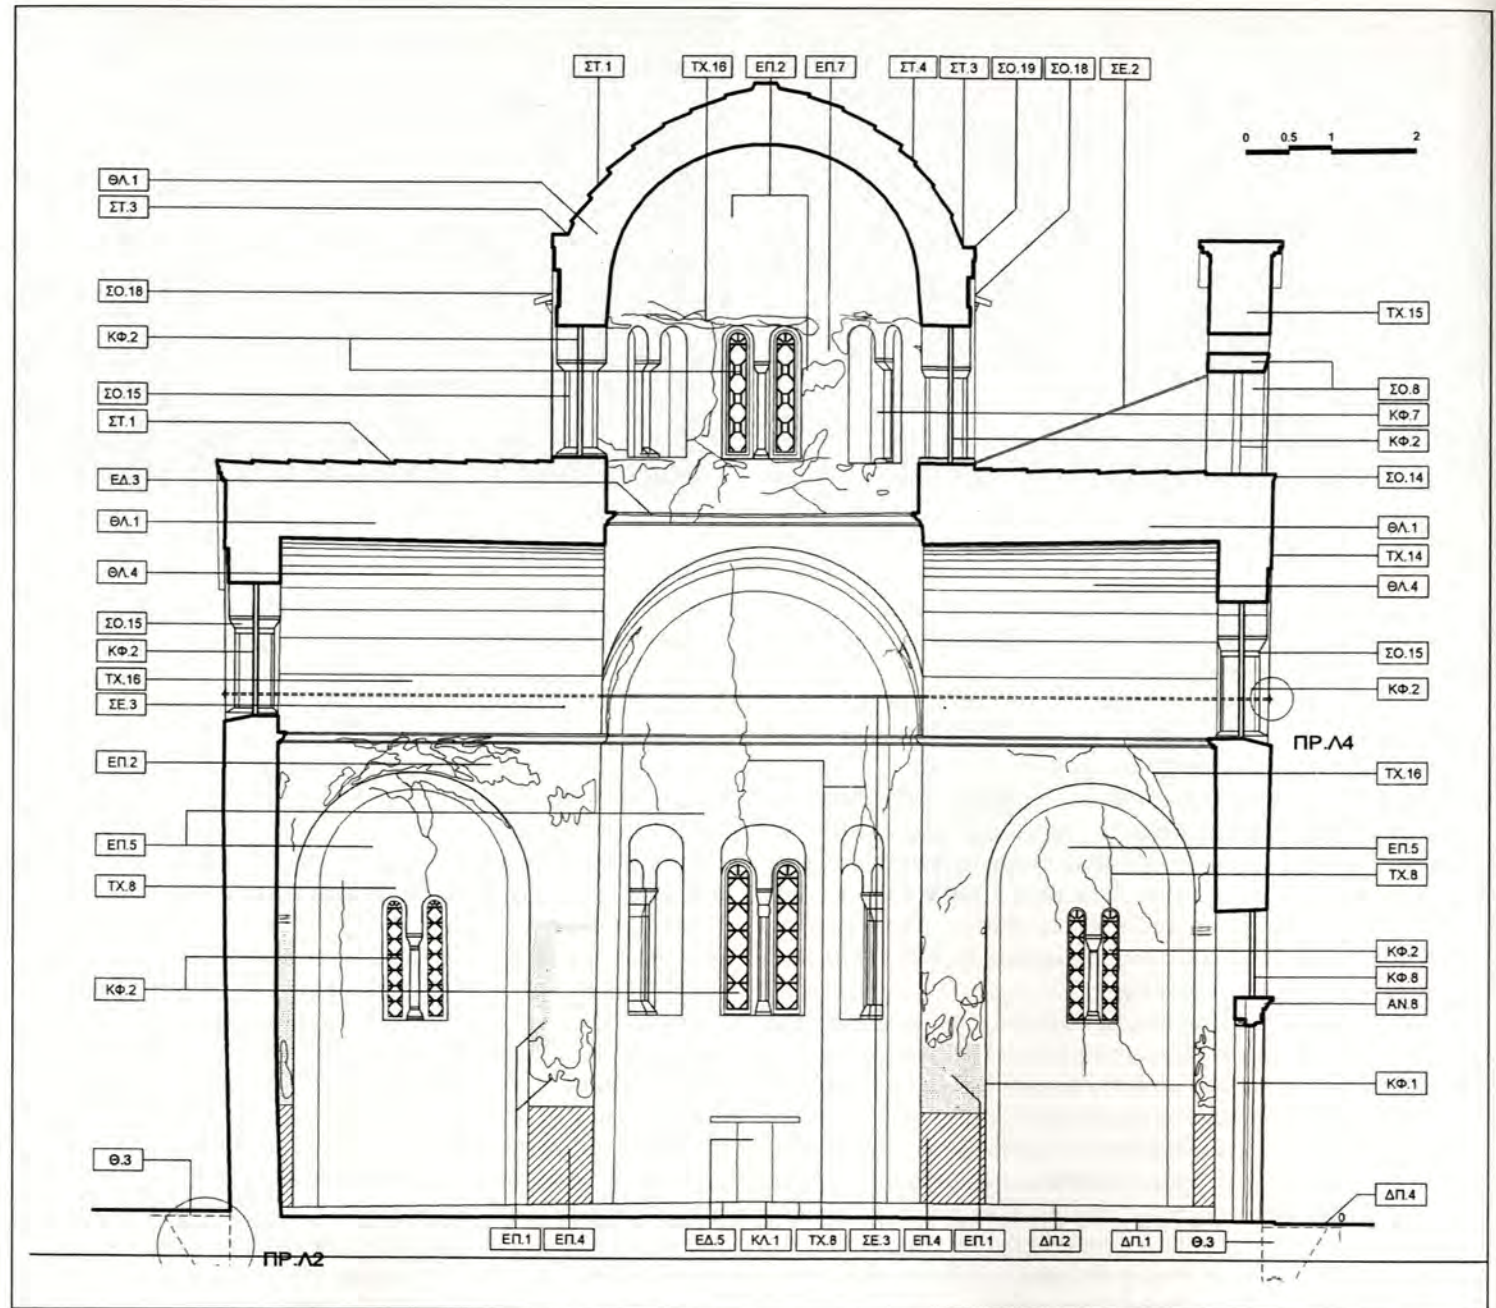 ΣΤ.1 ΤΧ.16 ΕΠ.2 ΕΠ.7 ΣΤ.4 ΣΤ.3 ΣΟ.19 ΣΟ.18 ΣΕ.2
0 0.5 1 2
ΘΛ.1
ΣΤ.3
ΣΟ.18
ΚΦ.2
ΣΟ.15
ΣΤ.1
ΕΔ.3
ΘΛ.1
ΘΛ.4
ΣΟ.15
ΚΦ.2
ΤΧ.16
ΣΕ.3
ΕΠ.2
ΕΠ.5
ΤΧ.8
ΚΦ.2
Θ.3
ΠΡ.Λ2
ΤΧ.15
ΣΟ.8
ΚΦ.7
ΚΦ.2
ΣΟ.14
ΘΛ.1
ΤΧ.14
ΘΛ.4
ΣΟ.15
ΚΦ.2
ΠΡ.Λ4
ΤΧ.16
ΕΠ.5
ΤΧ.8
ΚΦ.2
ΚΦ.8
ΑΝ.8
ΚΦ.1
ΔΠ.4
ΕΠ.1 ΕΠ.4 ΕΔ.5 ΚΛ.1 ΤΧ.8 ΣΕ.3 ΕΠ.4 ΕΠ.1 ΔΠ.2 ΔΠ.1 Θ.3